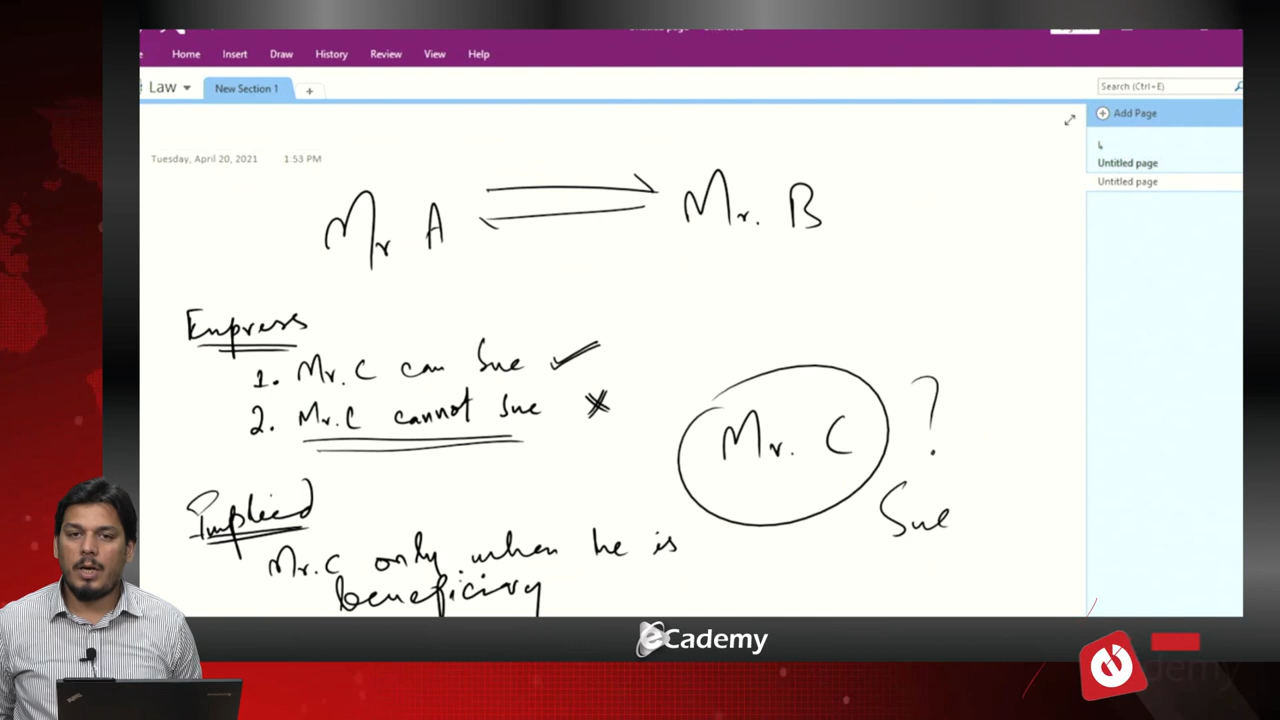 Home Insert Draw History Review View Help
Law New Section 1 +
Search (Ctrl+E)
Add Page
Untitled page
Untitled page
Tuesday, April 20, 2021 1:53 PM
Mr A Mr. B
Express
1. Mr. C can Sue
2. Mr. C cannot Sue
Mr. C ?
Sue
Implied
Mr. C only when he is
beneficiry
eCademy